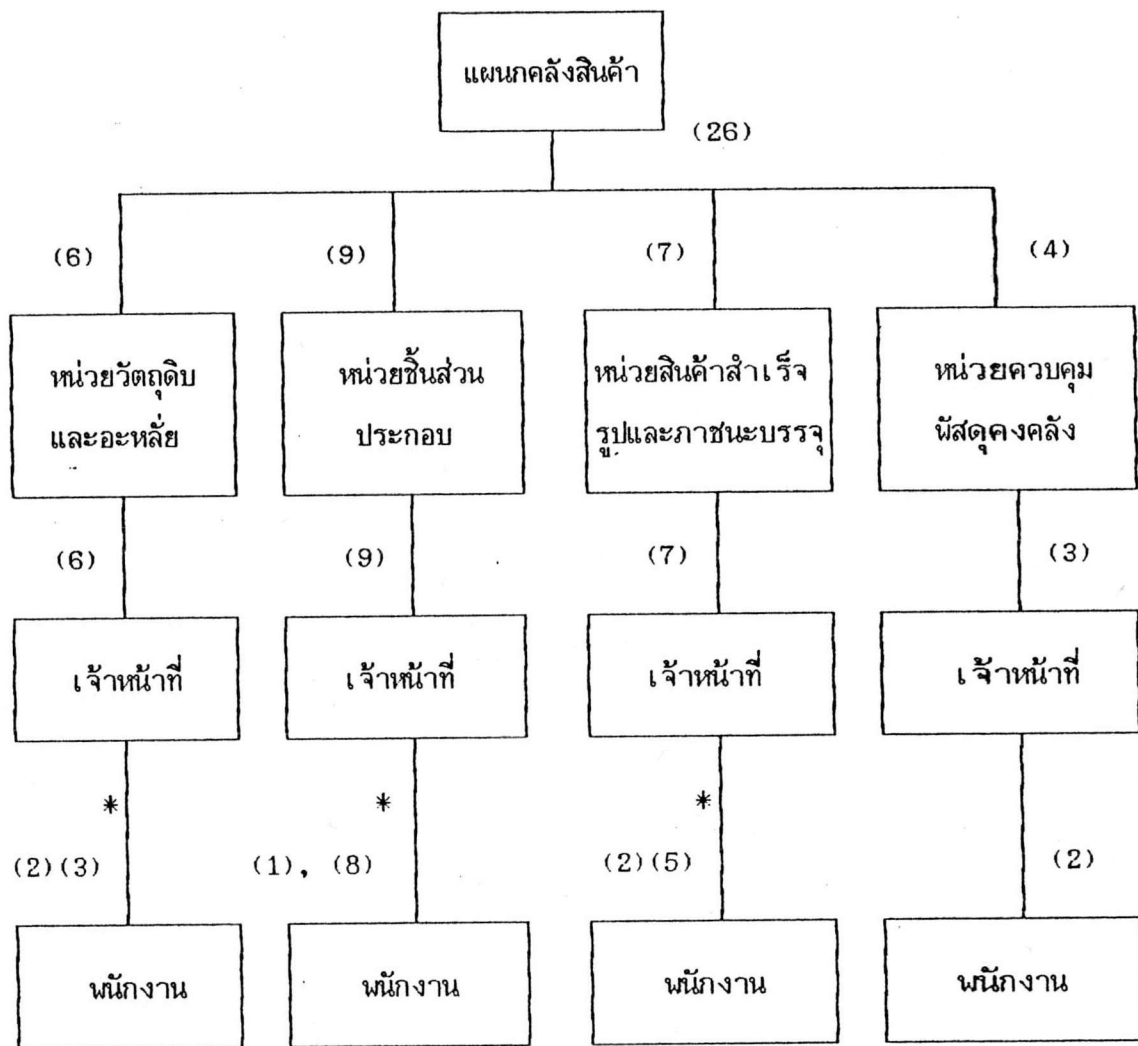 แผนกคลังสินค้า
(26)
(6) (9) (7) (4)
หน่วยวัตถุดิบ
และอะหลั่ย
หน่วยชิ้นส่วน
ประกอบ
หน่วยสินค้าสำเร็จ
รูปและภาชนะบรรจุ
หน่วยควบคุม
พัสดุคงคลัง
(6) (9) (7) (3)
เจ้าหน้าที่ เจ้าหน้าที่ เจ้าหน้าที่ เจ้าหน้าที่
* * *
(2)(3) (1), (8) (2)(5) (2)
พนักงาน พนักงาน พนักงาน พนักงาน